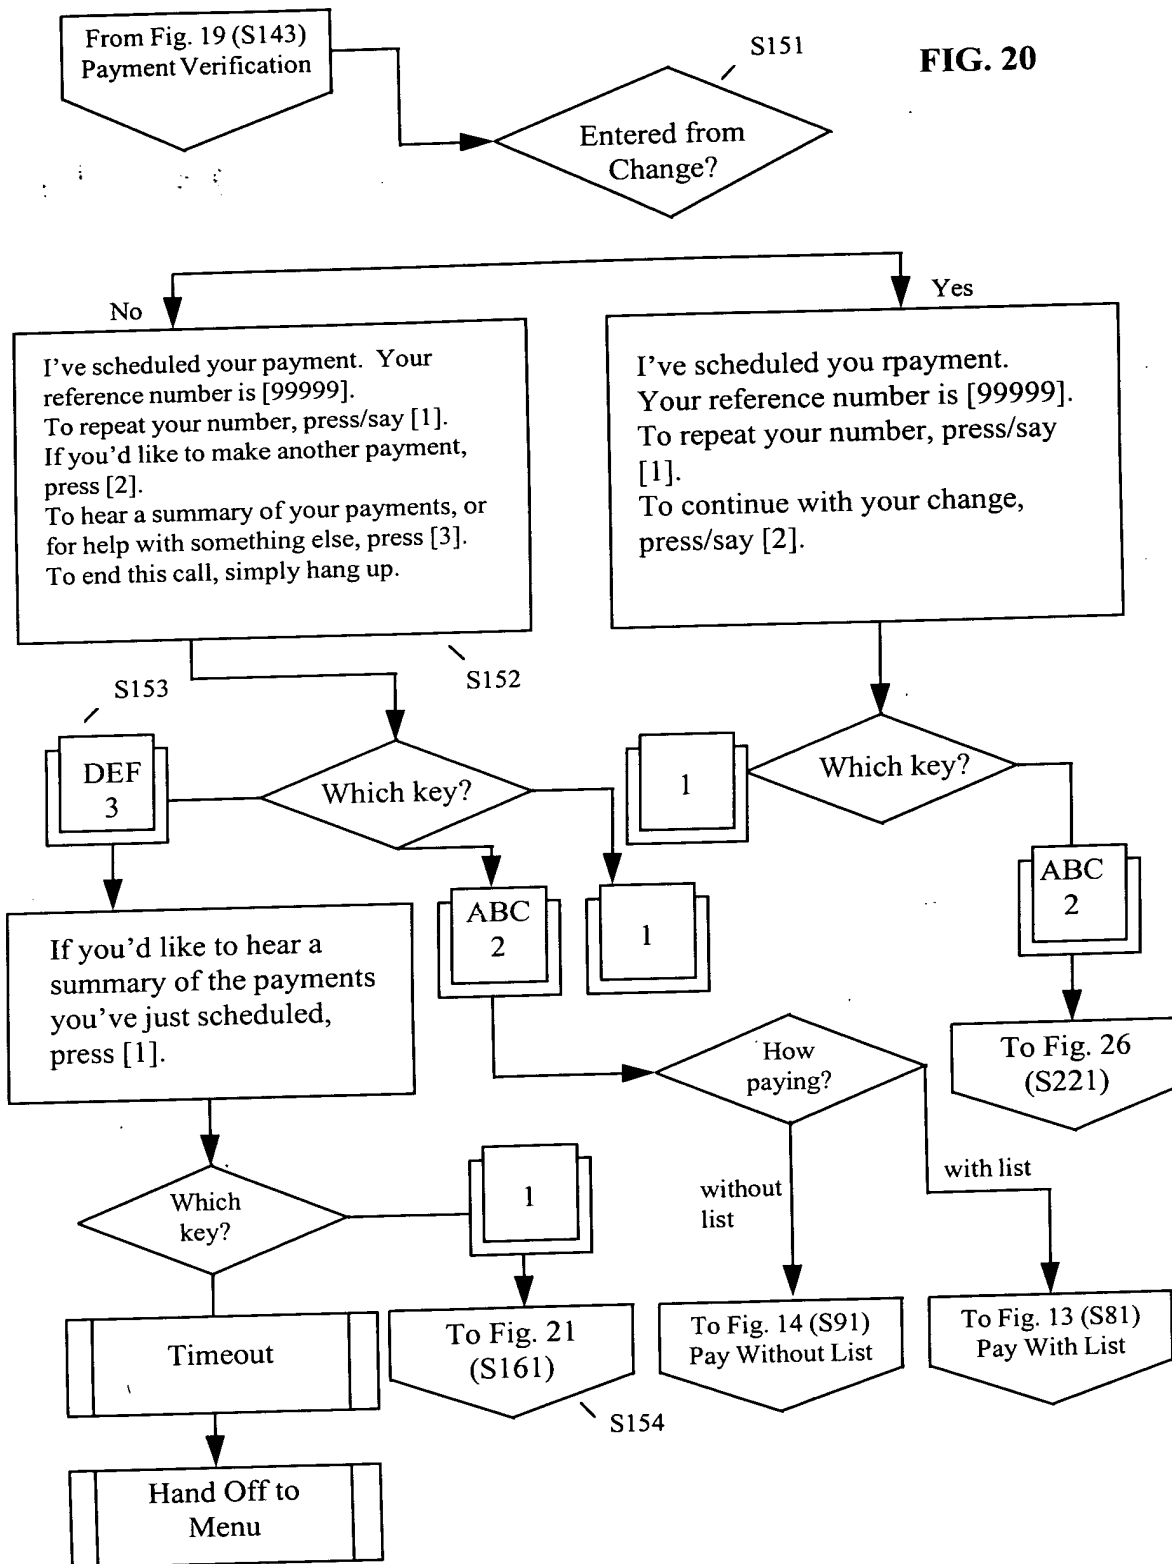 From Fig. 19 (S143)
Payment Verification
S151
FIG. 20
Entered from
Change?
No
Yes
I've scheduled your payment. Your
reference number is [99999].
To repeat your number, press/say [1].
If you'd like to make another payment,
press [2].
To hear a summary of your payments, or
for help with something else, press [3].
To end this call, simply hang up.
I've scheduled you rpayment.
Your reference number is [99999].
To repeat your number, press/say
[1].
To continue with your change,
press/say [2].
S153
S152
DEF
3
Which key?
1
Which key?
ABC
2
1
ABC
2
If you'd like to hear a
summary of the payments
you've just scheduled,
press [1].
How
paying?
To Fig. 26
(S221)
Which
key?
1
without
list
with list
Timeout
To Fig. 21
(S161)
To Fig. 14 (S91)
Pay Without List
To Fig. 13 (S81)
Pay With List
S154
Hand Off to
Menu